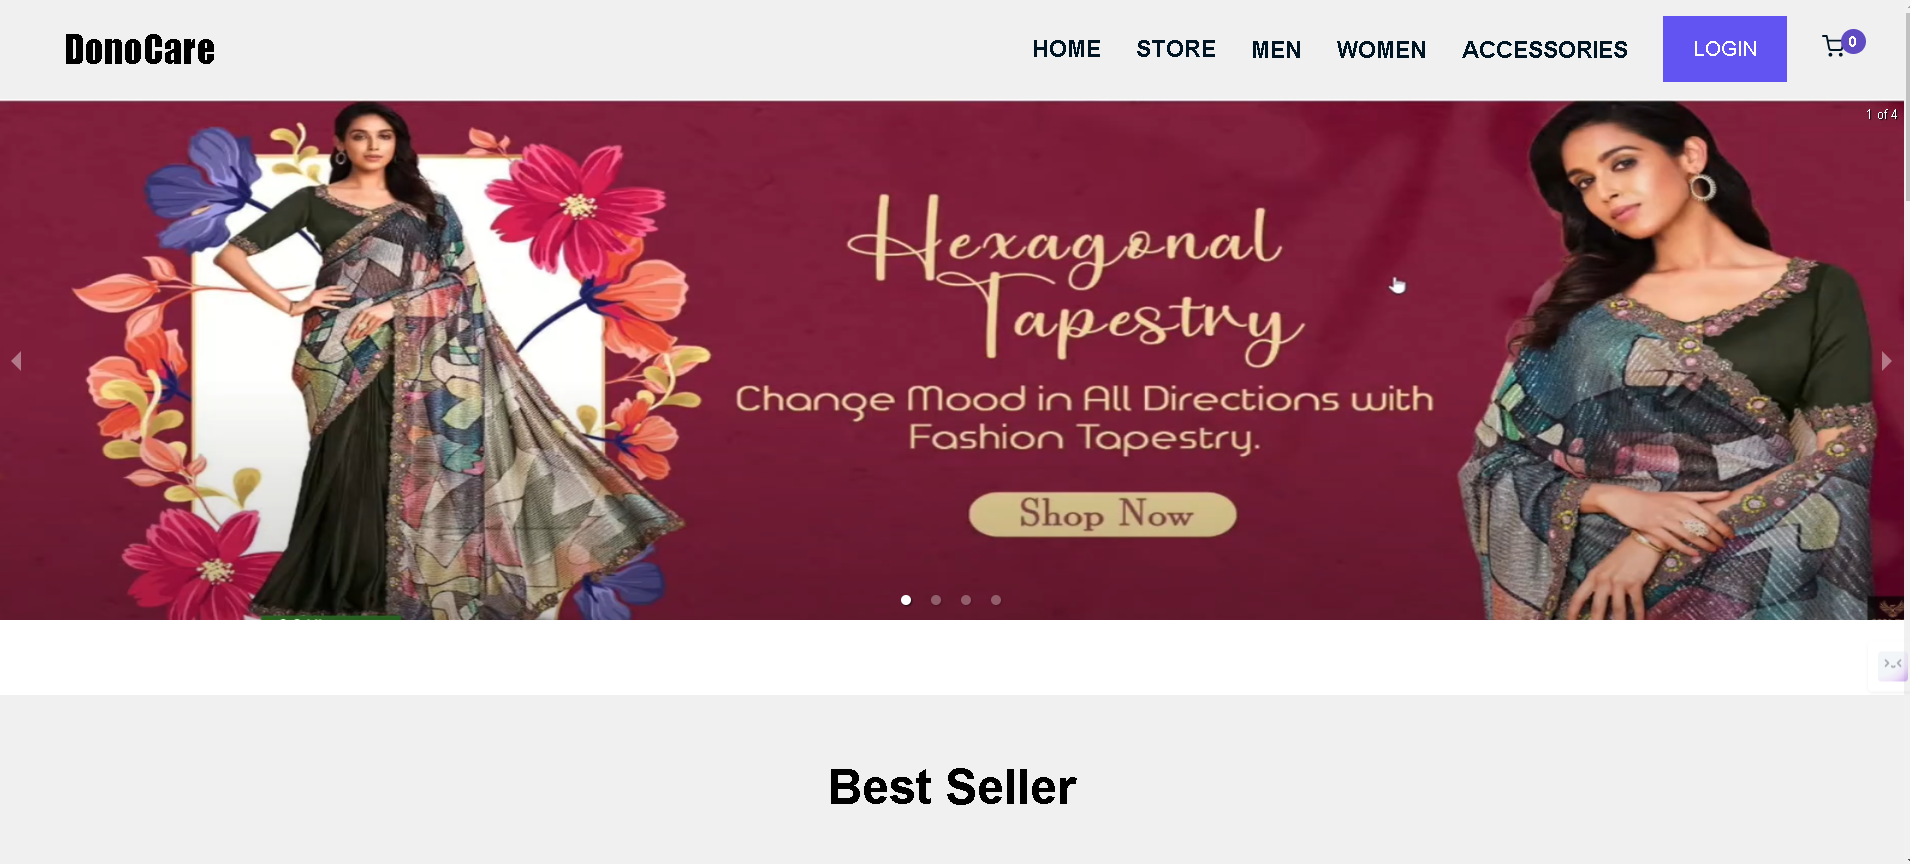 DonoCare
HOME STORE MEN WOMEN ACCESSORIES LOGIN 0
1 of 4
Hexagonal
Tapestry
Change Mood in All Directions with
Fashion Tapestry.
Shop Now
Best Seller